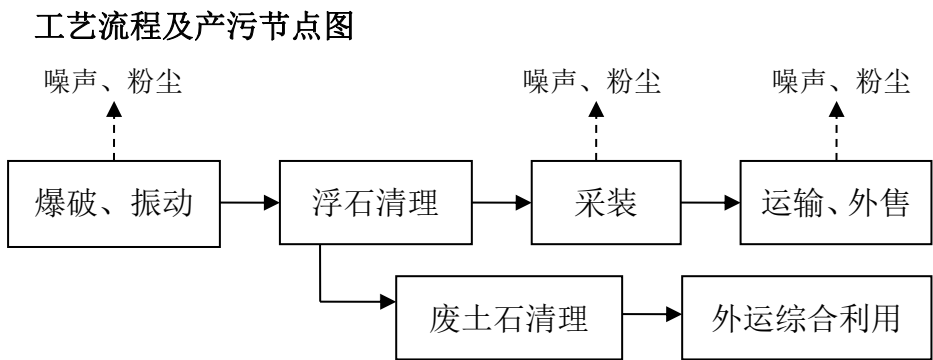 工艺流程及产污节点图
噪声、粉尘
噪声、粉尘
噪声、粉尘
爆破、振动
浮石清理
采装
运输、外售
废土石清理
外运综合利用